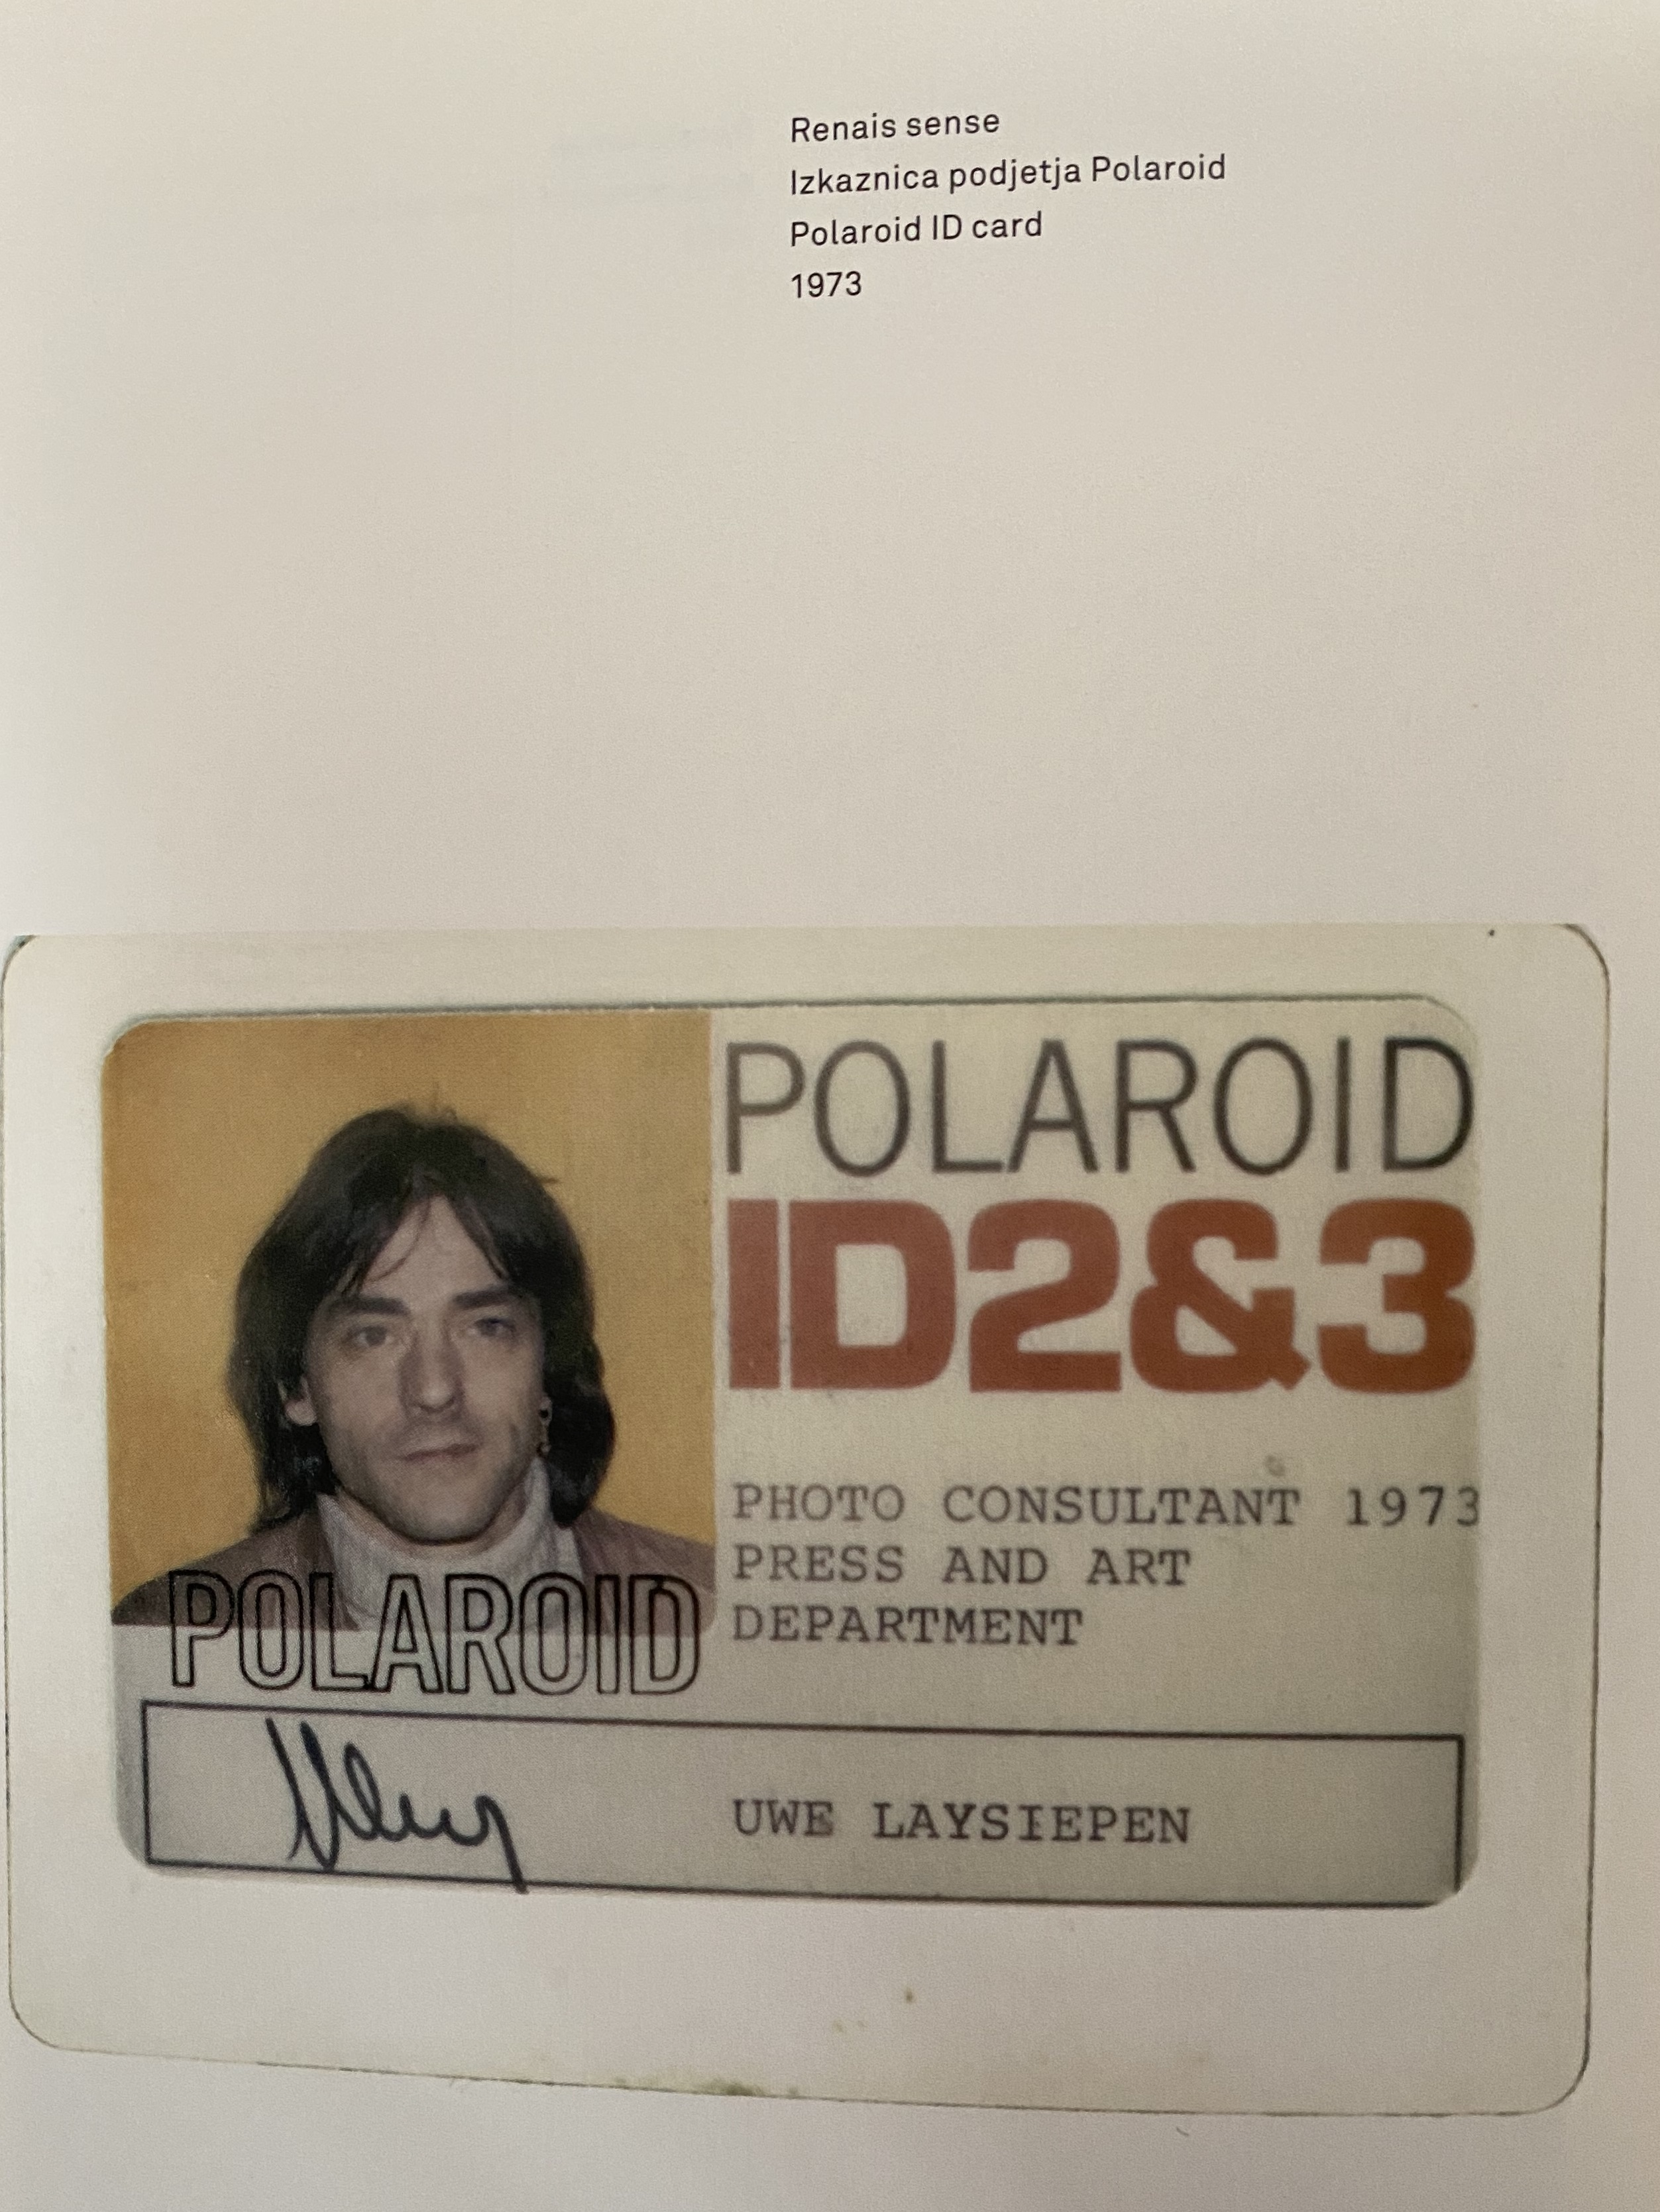 Renais sense
Izkaznica podjetja Polaroid
Polaroid ID card
1973
POLAROID
ID2&3
PHOTO CONSULTANT 1973
PRESS AND ART
DEPARTMENT
POLAROID
UWE LAYSIEPEN